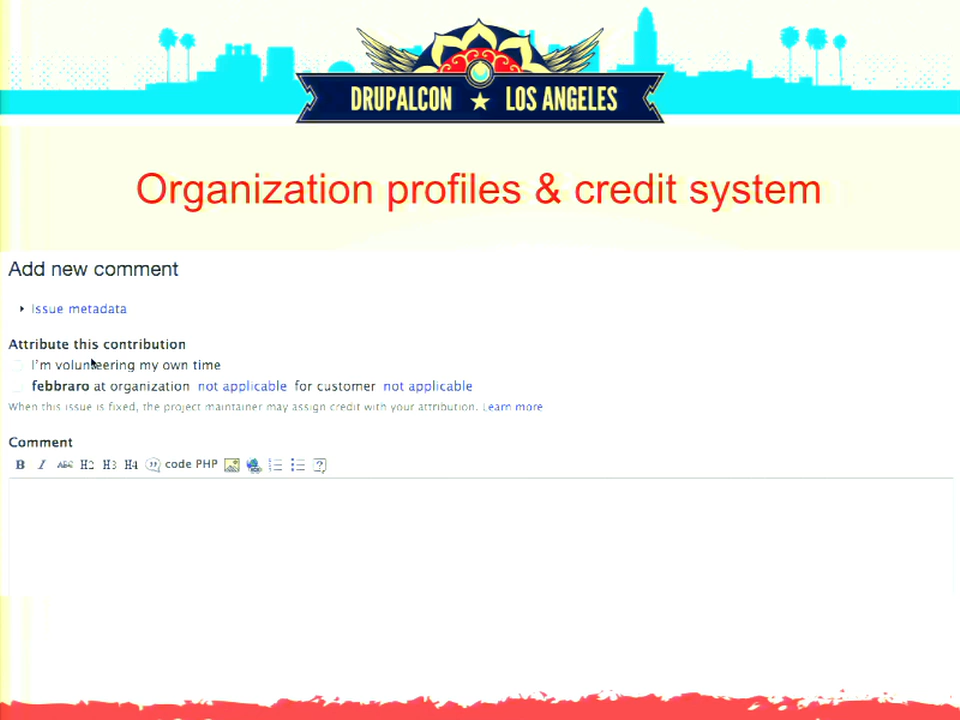 DRUPALCON ★ LOS ANGELES
Organization profiles & credit system
Add new comment
Issue metadata
Attribute this contribution
I'm volunteering my own time
febbraro at organization not applicable for customer not applicable
When this issue is fixed, the project maintainer may assign credit with your attribution. Learn more
Comment
B I ABC H2 H3 H4 code PHP